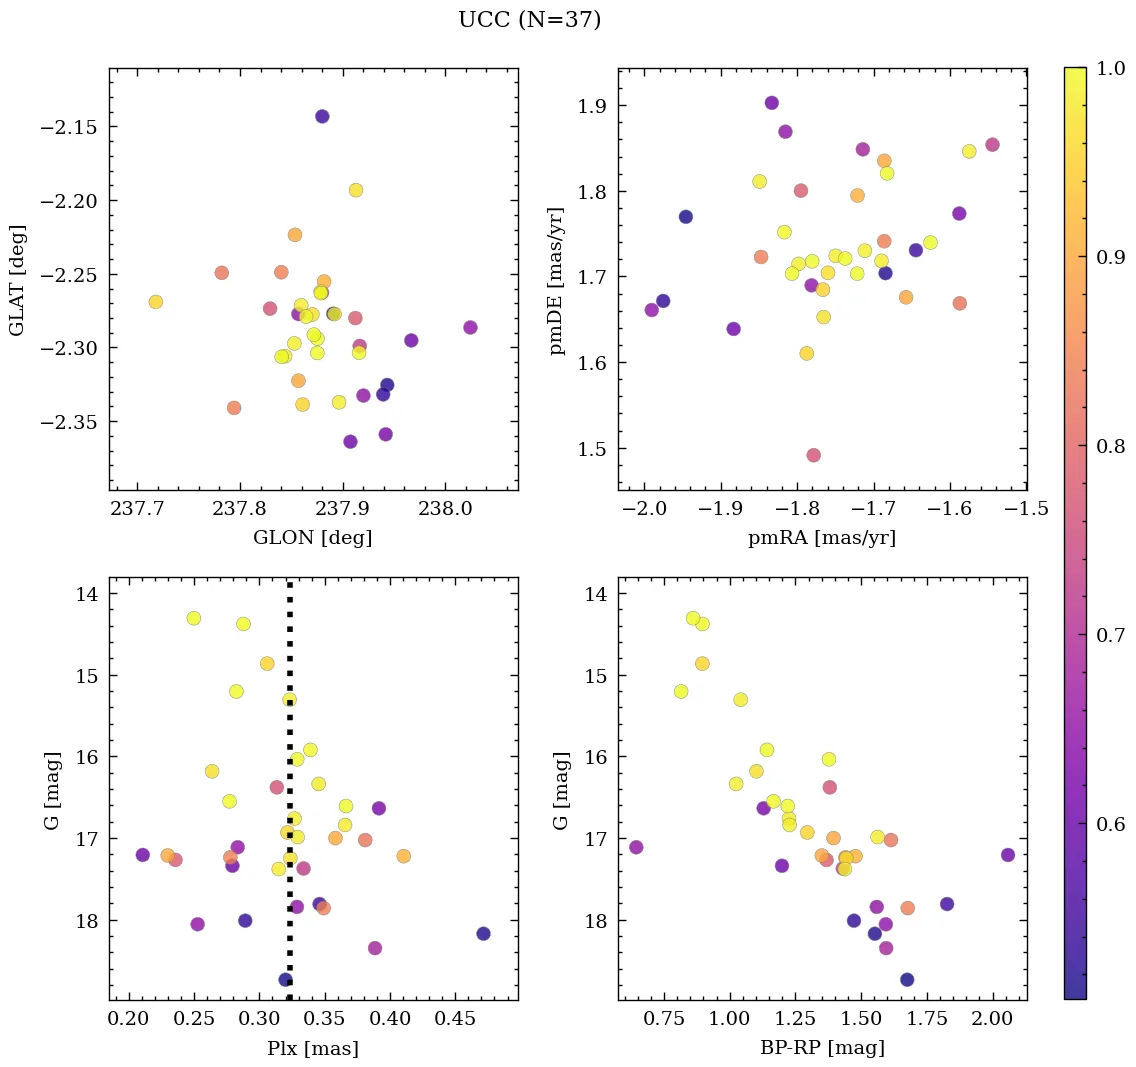 UCC (N=37)
−2.15
−2.20
−2.25
−2.30
−2.35
GLAT [deg]
237.7 237.8 237.9 238.0
GLON [deg]
1.9
1.8
1.7
1.6
1.5
pmDE [mas/yr]
−2.0 −1.9 −1.8 −1.7 −1.6 −1.5
pmRA [mas/yr]
14
15
16
17
18
G [mag]
0.20 0.25 0.30 0.35 0.40 0.45
Plx [mas]
14
15
16
17
18
G [mag]
0.75 1.00 1.25 1.50 1.75 2.00
BP-RP [mag]
1.0
0.9
0.8
0.7
0.6